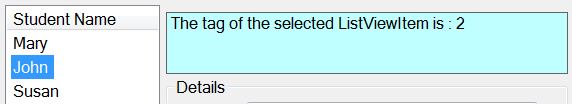 Student Name
Mary
John
Susan
The tag of the selected ListViewItem is : 2
Details